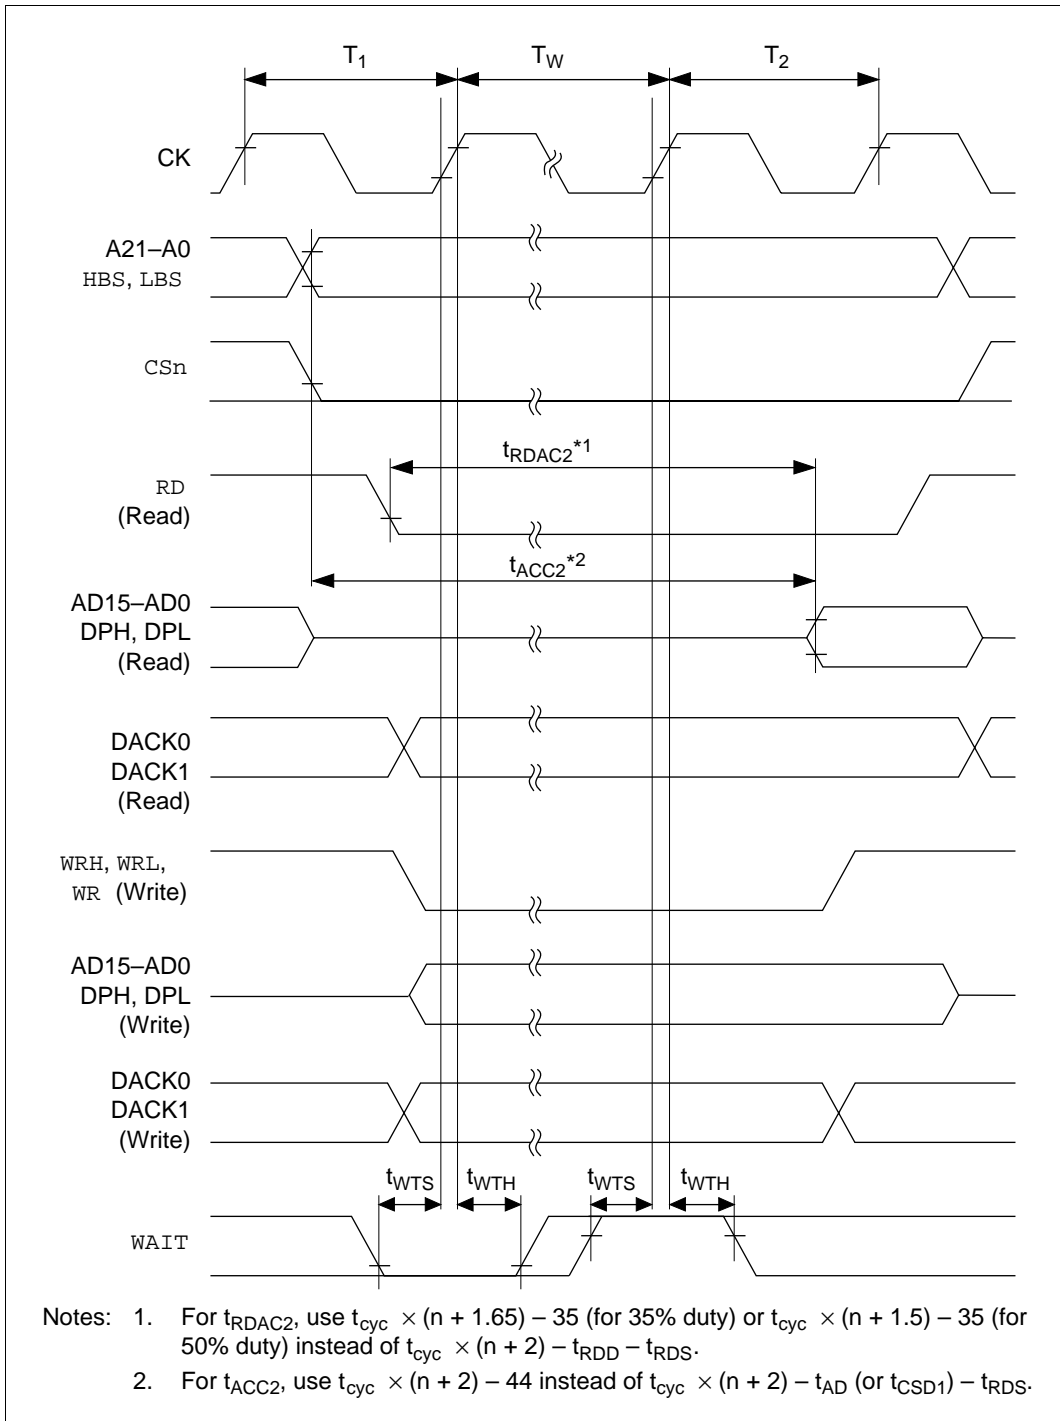 T1 TW T2
CK
A21–A0
HBS, LBS
CSn
tRDAC2*1
RD
(Read)
tACC2*2
AD15–AD0
DPH, DPL
(Read)
DACK0
DACK1
(Read)
WRH, WRL,
WR (Write)
AD15–AD0
DPH, DPL
(Write)
DACK0
DACK1
(Write)
tWTS tWTH tWTS tWTH
WAIT
Notes: 1. For tRDAC2, use tcyc × (n + 1.65) – 35 (for 35% duty) or tcyc × (n + 1.5) – 35 (for
50% duty) instead of tcyc × (n + 2) – tRDD – tRDS.
2. For tACC2, use tcyc × (n + 2) – 44 instead of tcyc × (n + 2) – tAD (or tCSD1) – tRDS.